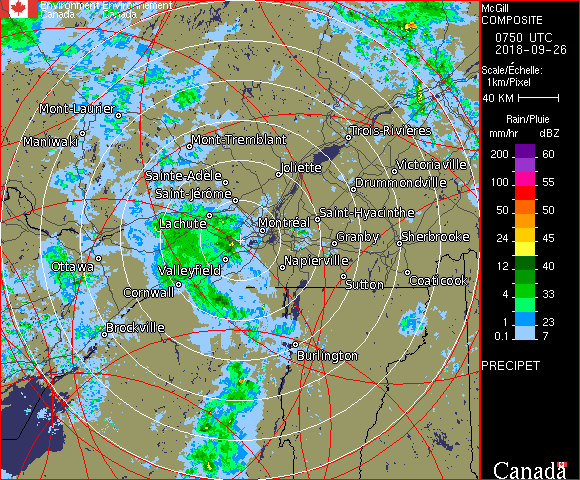 Environment Environnement
Canada Canada
McGill
COMPOSITE
0750 UTC
2018-09-26
Scale/Échelle:
1km/Pixel
40 KM
Rain/Pluie
mm/hr dBZ
200 60
100 55
100 53
50 50
24 45
12 40
4 33
1 23
0.1 7
PRECIPET
Canada
Mont-Laurier
Maniwaki
Mont-Tremblant
Trois-Rivières
Joliette
Victoriaville
Sainte-Adèle
Drummondville
Saint-Jérôme
Lachute
Saint-Hyacinthe
Montréal
Granby
Sherbrooke
Ottawa
Valleyfield
Napierville
Sutton
Coaticook
Cornwall
Brockville
Burlington